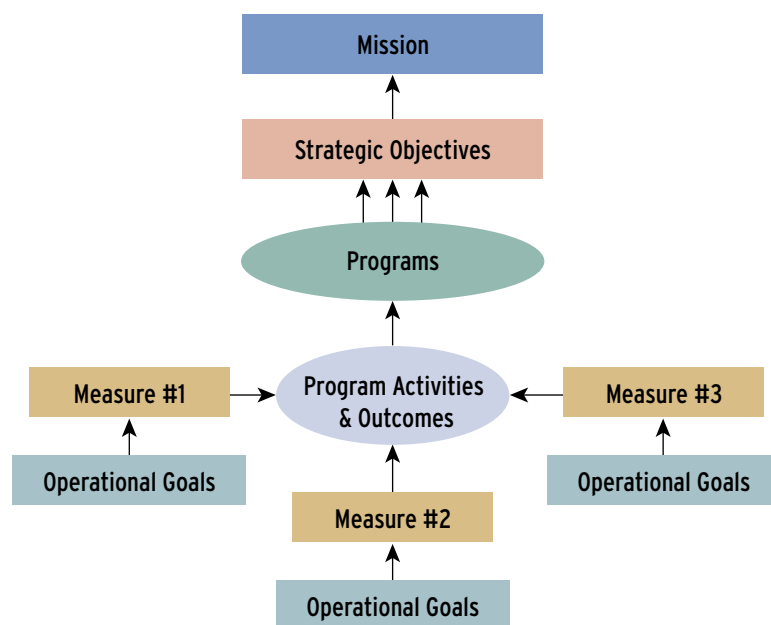 Mission
Strategic Objectives
Programs
Program Activities
& Outcomes
Measure #1
Measure #3
Operational Goals
Operational Goals
Measure #2
Operational Goals